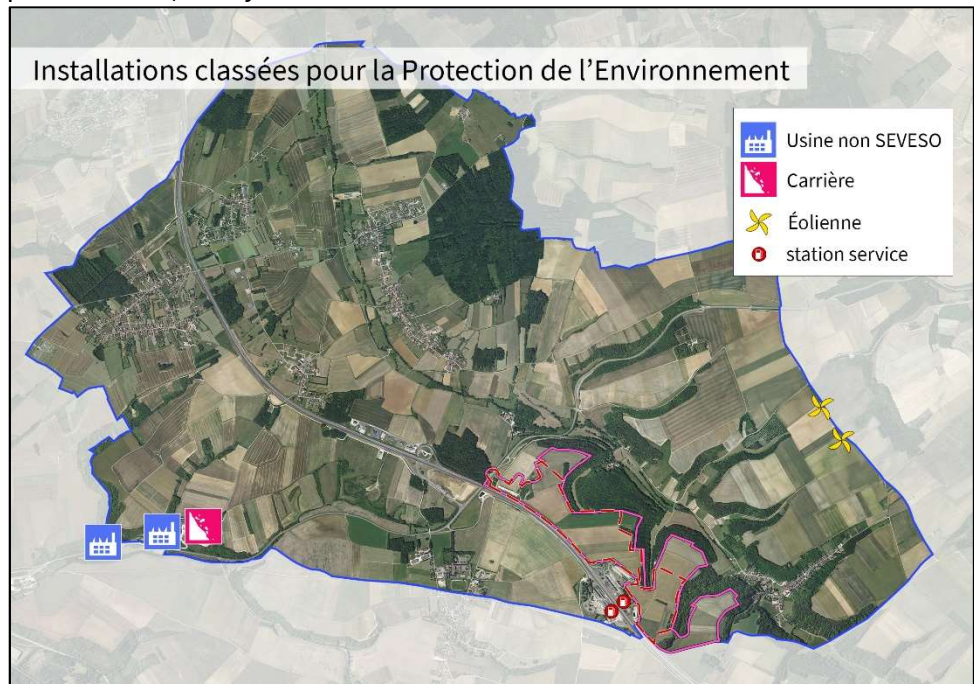 Installations classées pour la Protection de l'Environnement
Usine non SEVESO
Carrière
Éolienne
station service